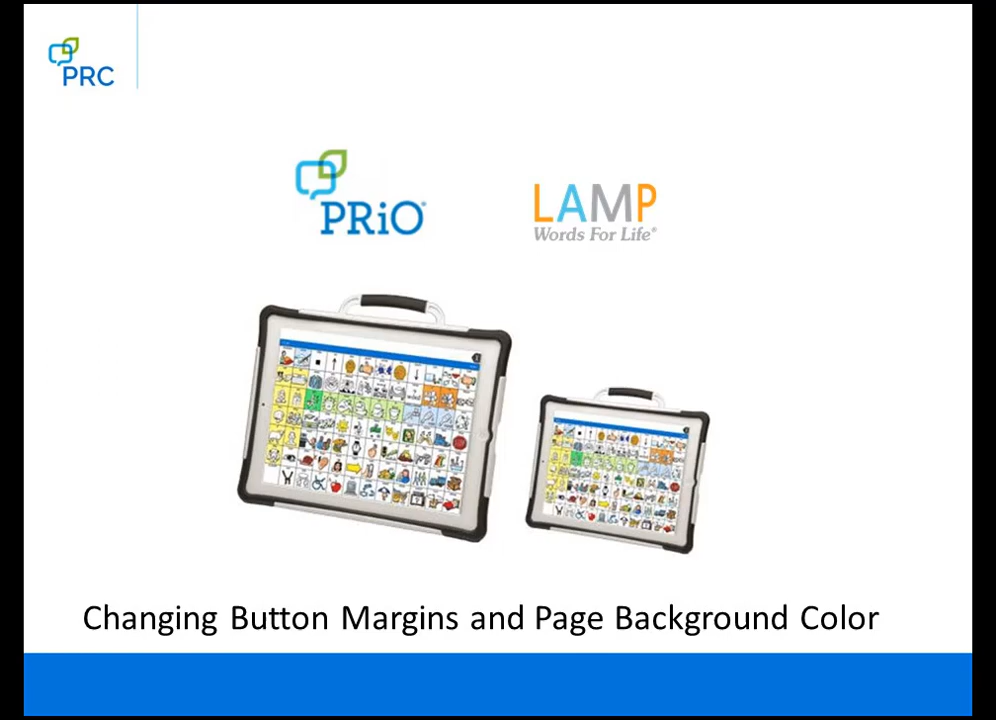 PRC
PRiO®
LAMP
Words For Life®
Changing Button Margins and Page Background Color